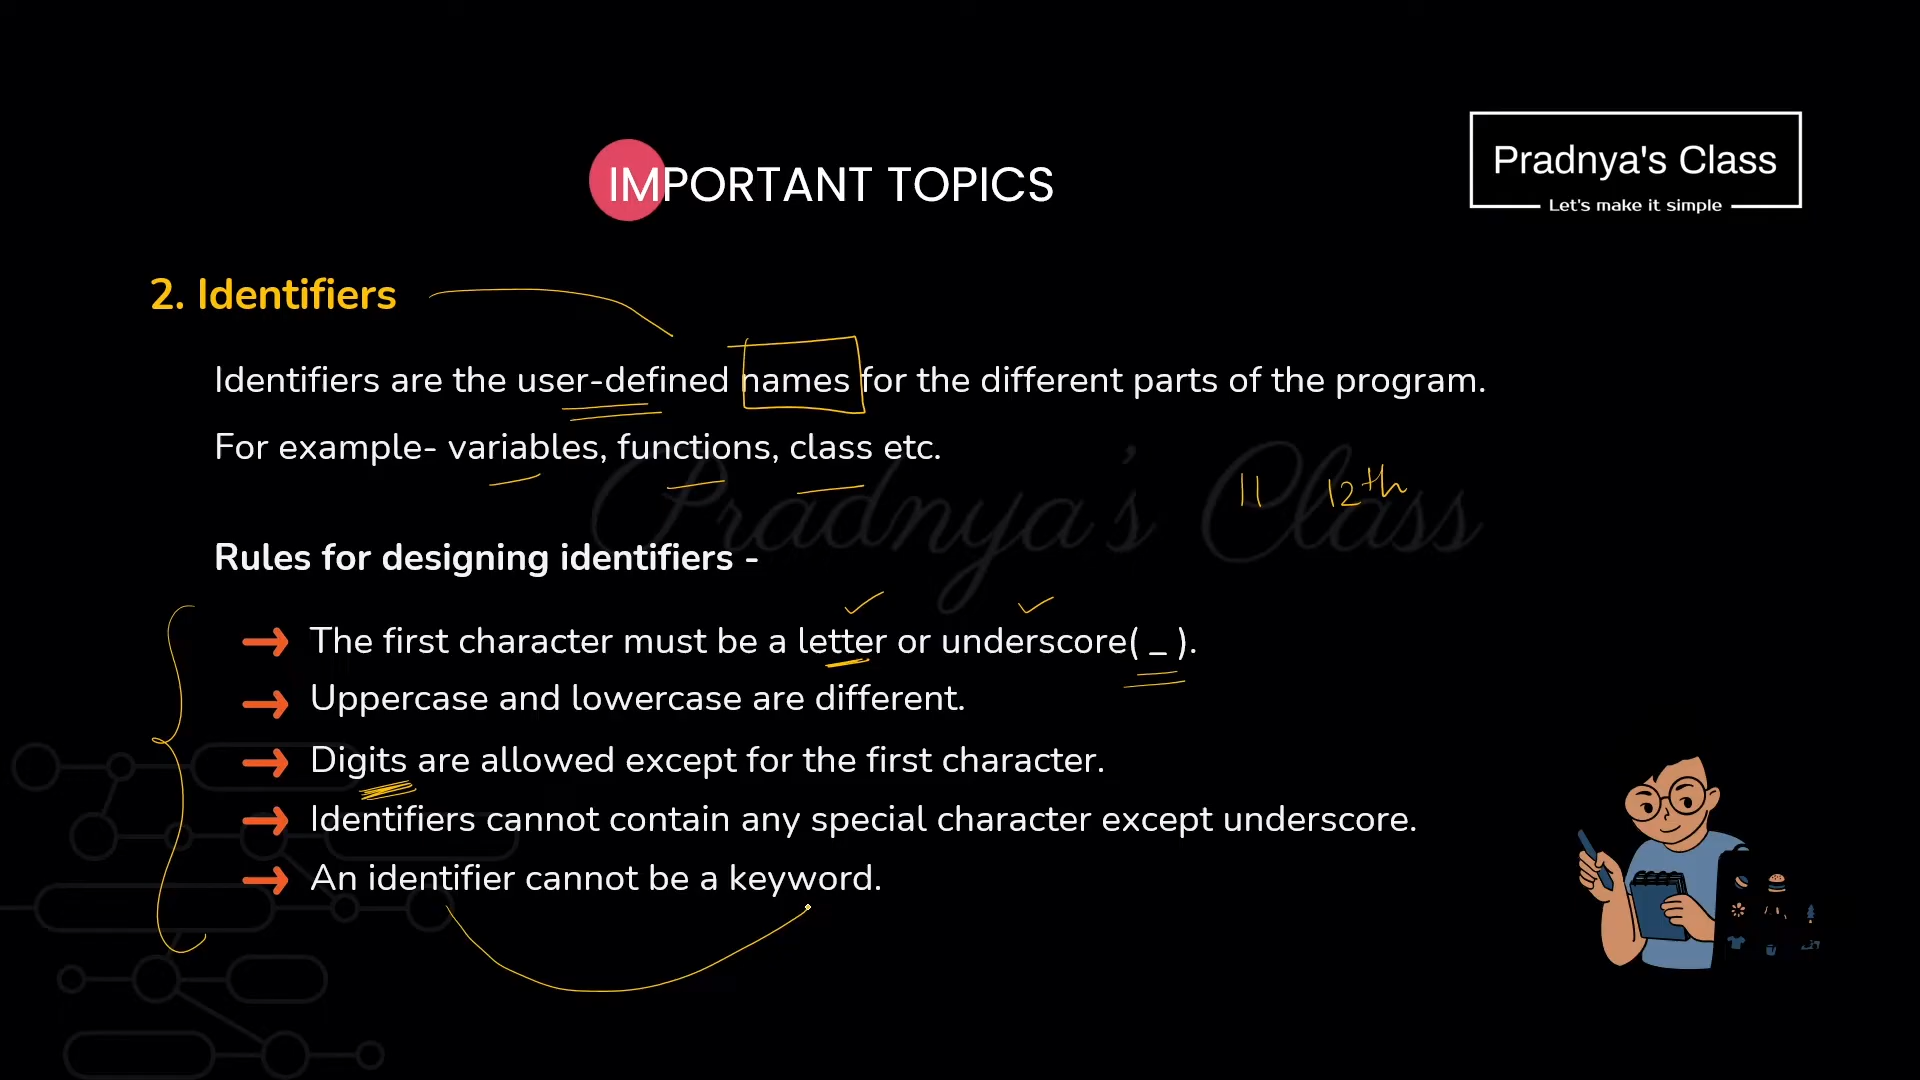 IMPORTANT TOPICS
Pradnya's Class
Let's make it simple
2. Identifiers
Identifiers are the user-defined names for the different parts of the program.
For example- variables, functions, class etc.
11 12th
Pradnya's Class
Rules for designing identifiers -
→ The first character must be a letter or underscore( _ ).
→ Uppercase and lowercase are different.
→ Digits are allowed except for the first character.
→ Identifiers cannot contain any special character except underscore.
→ An identifier cannot be a keyword.